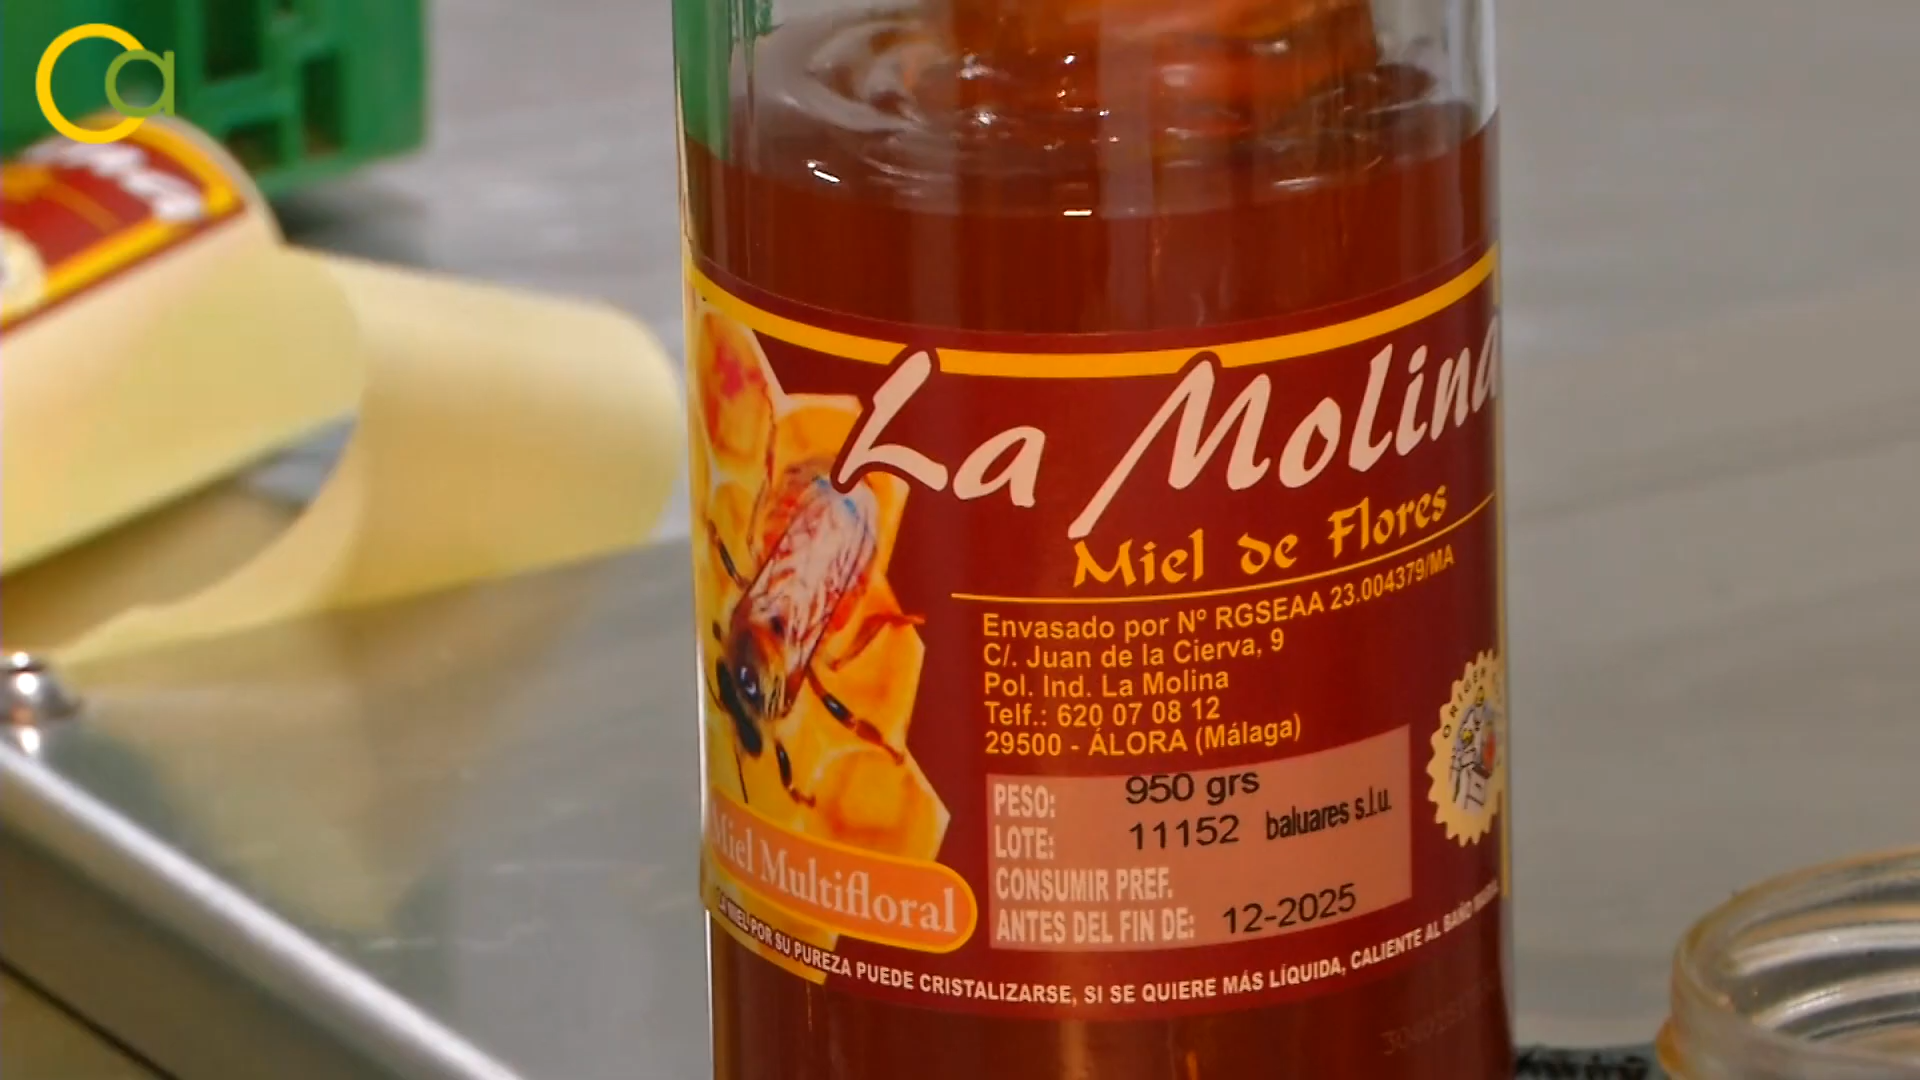 Ca
La Molina
Miel de Flores
Envasado por Nº RGSEAA 23.004379/MA
C/. Juan de la Cierva, 9
Pol. Ind. La Molina
Telf.: 620 07 08 12
29500 - ÁLORA (Málaga)
PESO: 950 grs
LOTE: 11152 baluares s.l.u.
CONSUMIR PREF.
ANTES DEL FIN DE: 12-2025
Miel Multifloral
LA MIEL POR SU PUREZA PUEDE CRISTALIZARSE, SI SE QUIERE MÁS LÍQUIDA, CALIENTE AL BAÑO MARÍA
ORIGEN